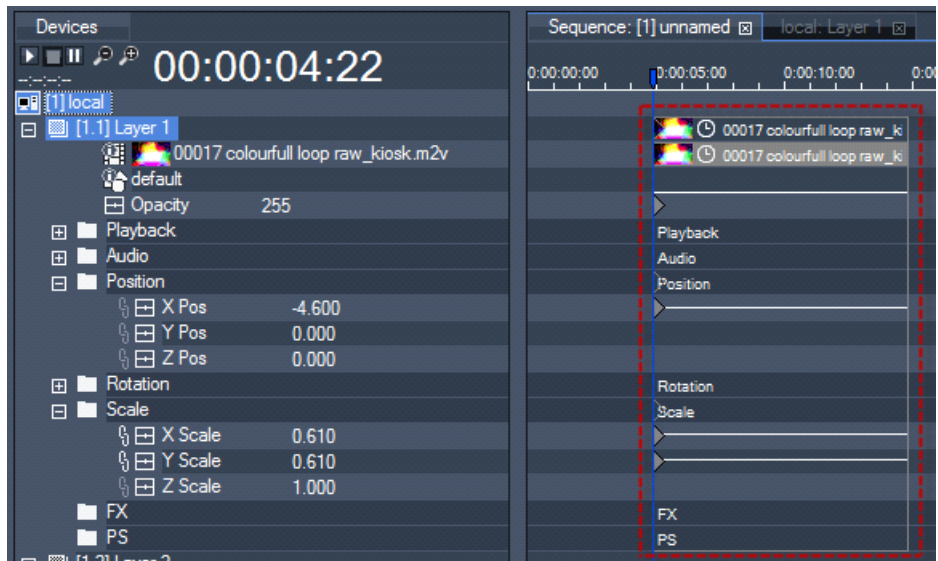 Devices
Sequence: [1] unnamed
local: Layer 1
00:00:04:22
--:--:--:--
0:00:00:00
0:00:05:00
0:00:10:00
[1] local
[1.1] Layer 1
00017 colourfull loop raw_ki
00017 colourfull loop raw_kiosk.m2v
00017 colourfull loop raw_ki
default
Opacity 255
Playback
Playback
Audio
Audio
Position
Position
X Pos -4.600
Y Pos 0.000
Z Pos 0.000
Rotation
Rotation
Scale
Scale
X Scale 0.610
Y Scale 0.610
Z Scale 1.000
FX
FX
PS
PS